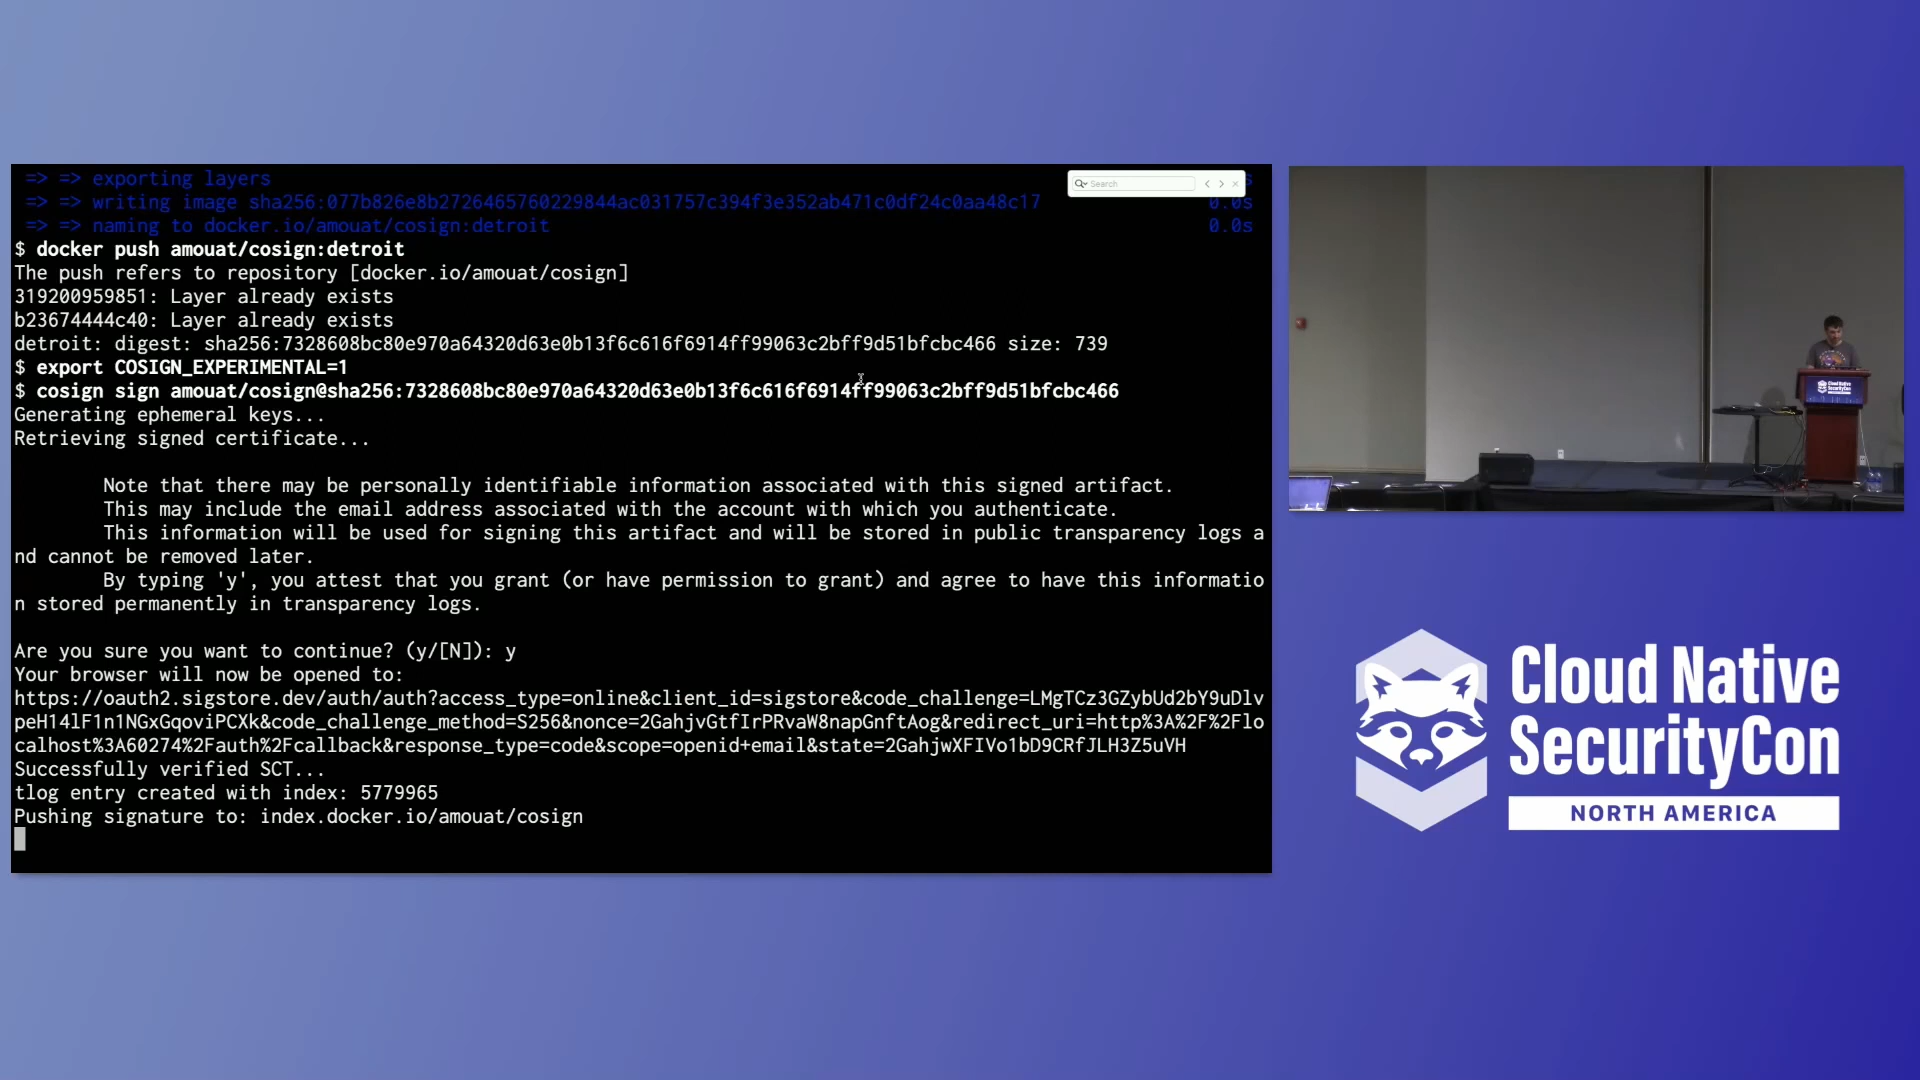 => => exporting layers
=> => writing image sha256:077b826e8b2726465760229844ac031757c394f3e352ab471c0df24c0aa48c17 0.0s
=> => naming to docker.io/amouat/cosign:detroit 0.0s
Search
$ docker push amouat/cosign:detroit
The push refers to repository [docker.io/amouat/cosign]
319200959851: Layer already exists
b23674444c40: Layer already exists
detroit: digest: sha256:7328608bc80e970a64320d63e0b13f6c616f6914ff99063c2bff9d51bfcbc466 size: 739
$ export COSIGN_EXPERIMENTAL=1
$ cosign sign amouat/cosign@sha256:7328608bc80e970a64320d63e0b13f6c616f6914ff99063c2bff9d51bfcbc466
Generating ephemeral keys...
Retrieving signed certificate...
Note that there may be personally identifiable information associated with this signed artifact.
This may include the email address associated with the account with which you authenticate.
This information will be used for signing this artifact and will be stored in public transparency logs a
nd cannot be removed later.
By typing 'y', you attest that you grant (or have permission to grant) and agree to have this informatio
n stored permanently in transparency logs.
Are you sure you want to continue? (y/[N]): y
Your browser will now be opened to:
https://oauth2.sigstore.dev/auth/auth?access_type=online&client_id=sigstore&code_challenge=LMgTCz3GZybUd2bY9uDlv
peH14lF1n1NGxGqoviPCXk&code_challenge_method=S256&nonce=2GahjvGtfIrPRvaW8napGnftAog&redirect_uri=http%3A%2F%2Flo
calhost%3A60274%2Fauth%2Fcallback&response_type=code&scope=openid+email&state=2GahjwXFIVo1bD9CRfJLH3Z5uVH
Successfully verified SCT...
tlog entry created with index: 5779965
Pushing signature to: index.docker.io/amouat/cosign
Cloud Native
SecurityCon
Cloud Native
SecurityCon
NORTH AMERICA